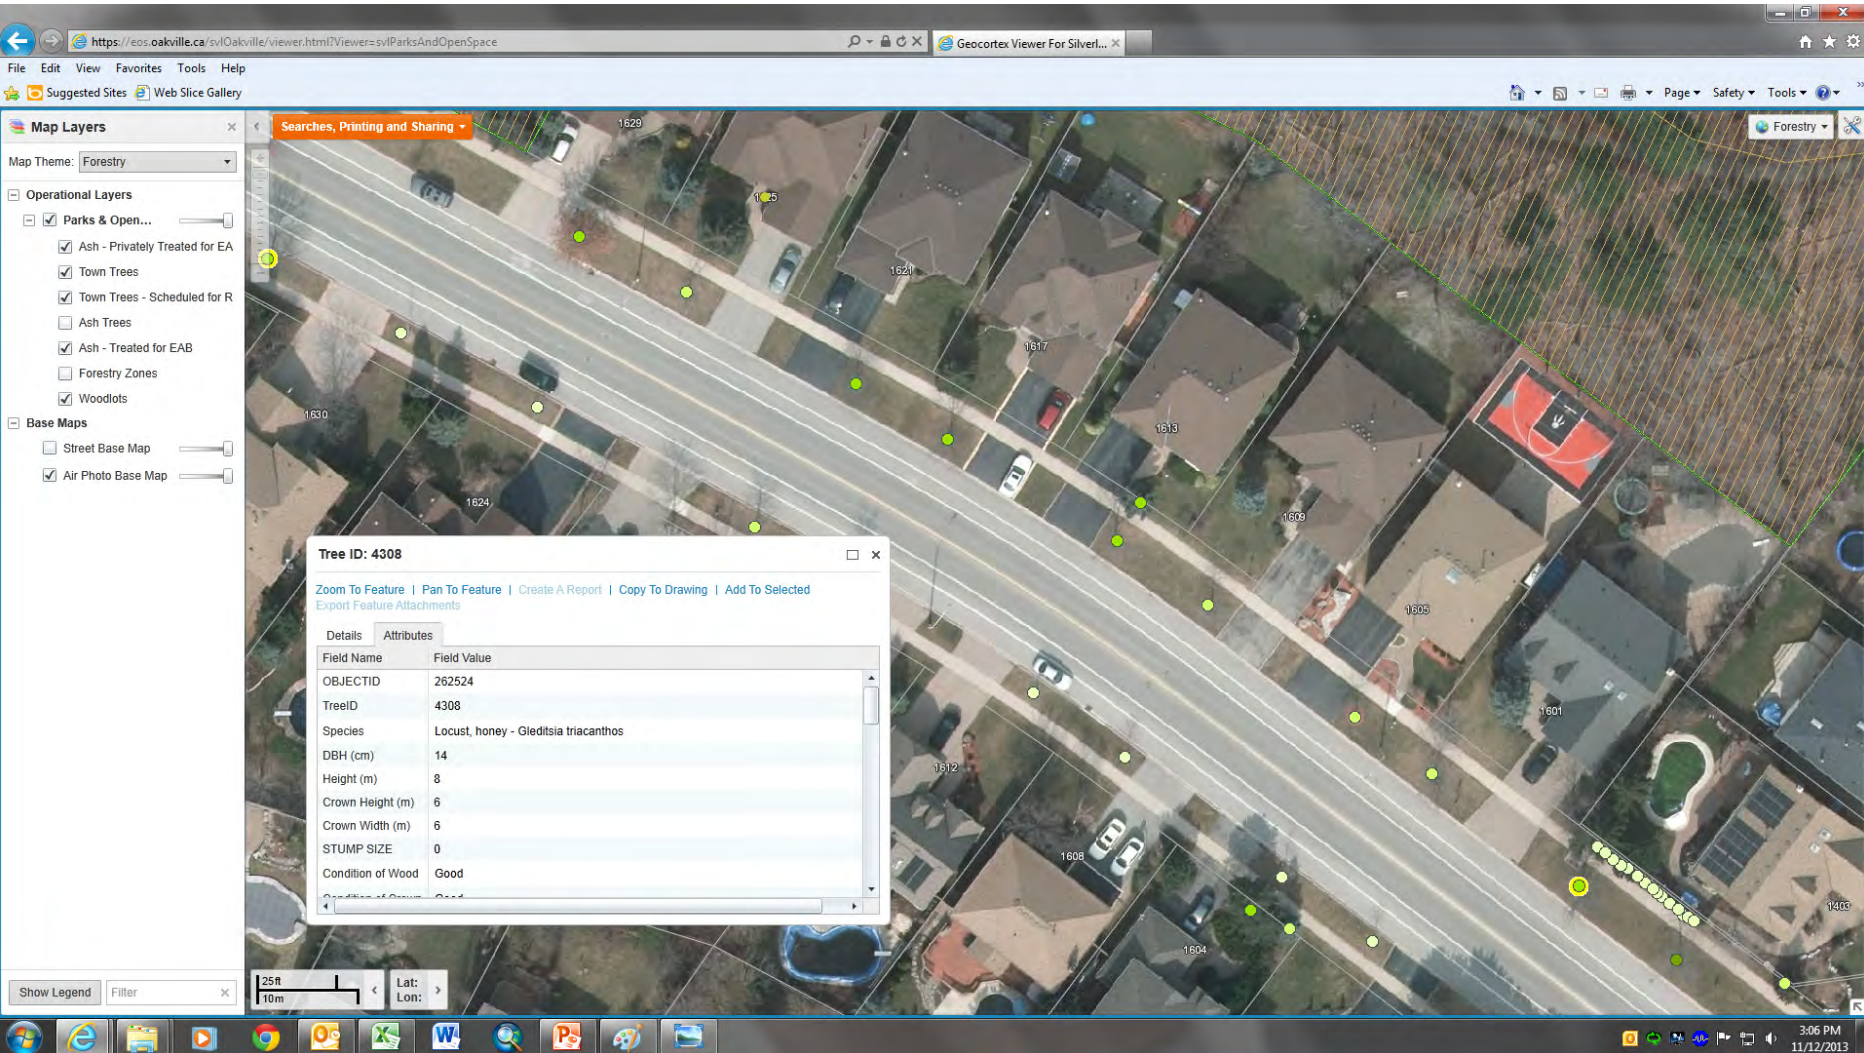 https://eos.oakville.ca/svlOakville/viewer.html?Viewer=svlParksAndOpenSpace
Geocortex Viewer For Silverl...
File Edit View Favorites Tools Help
Suggested Sites Web Slice Gallery
Page Safety Tools
Map Layers
Searches, Printing and Sharing
Forestry
Map Theme: Forestry
Operational Layers
Parks & Open...
Ash - Privately Treated for EA
Town Trees
Town Trees - Scheduled for R
Ash Trees
Ash - Treated for EAB
Forestry Zones
Woodlots
Base Maps
Street Base Map
Air Photo Base Map
1629
1621
1617
1613
1630
1624
1609
1605
1601
1612
1608
1604
1403
Tree ID: 4308
Zoom To Feature | Pan To Feature | Create A Report | Copy To Drawing | Add To Selected
Export Feature Attachments
Details Attributes
Field Name Field Value
OBJECTID 262524
TreeID 4308
Species Locust, honey - Gleditsia triacanthos
DBH (cm) 14
Height (m) 8
Crown Height (m) 6
Crown Width (m) 6
STUMP SIZE 0
Condition of Wood Good
Show Legend Filter
25ft
10m
Lat:
Lon:
3:06 PM
11/12/2013